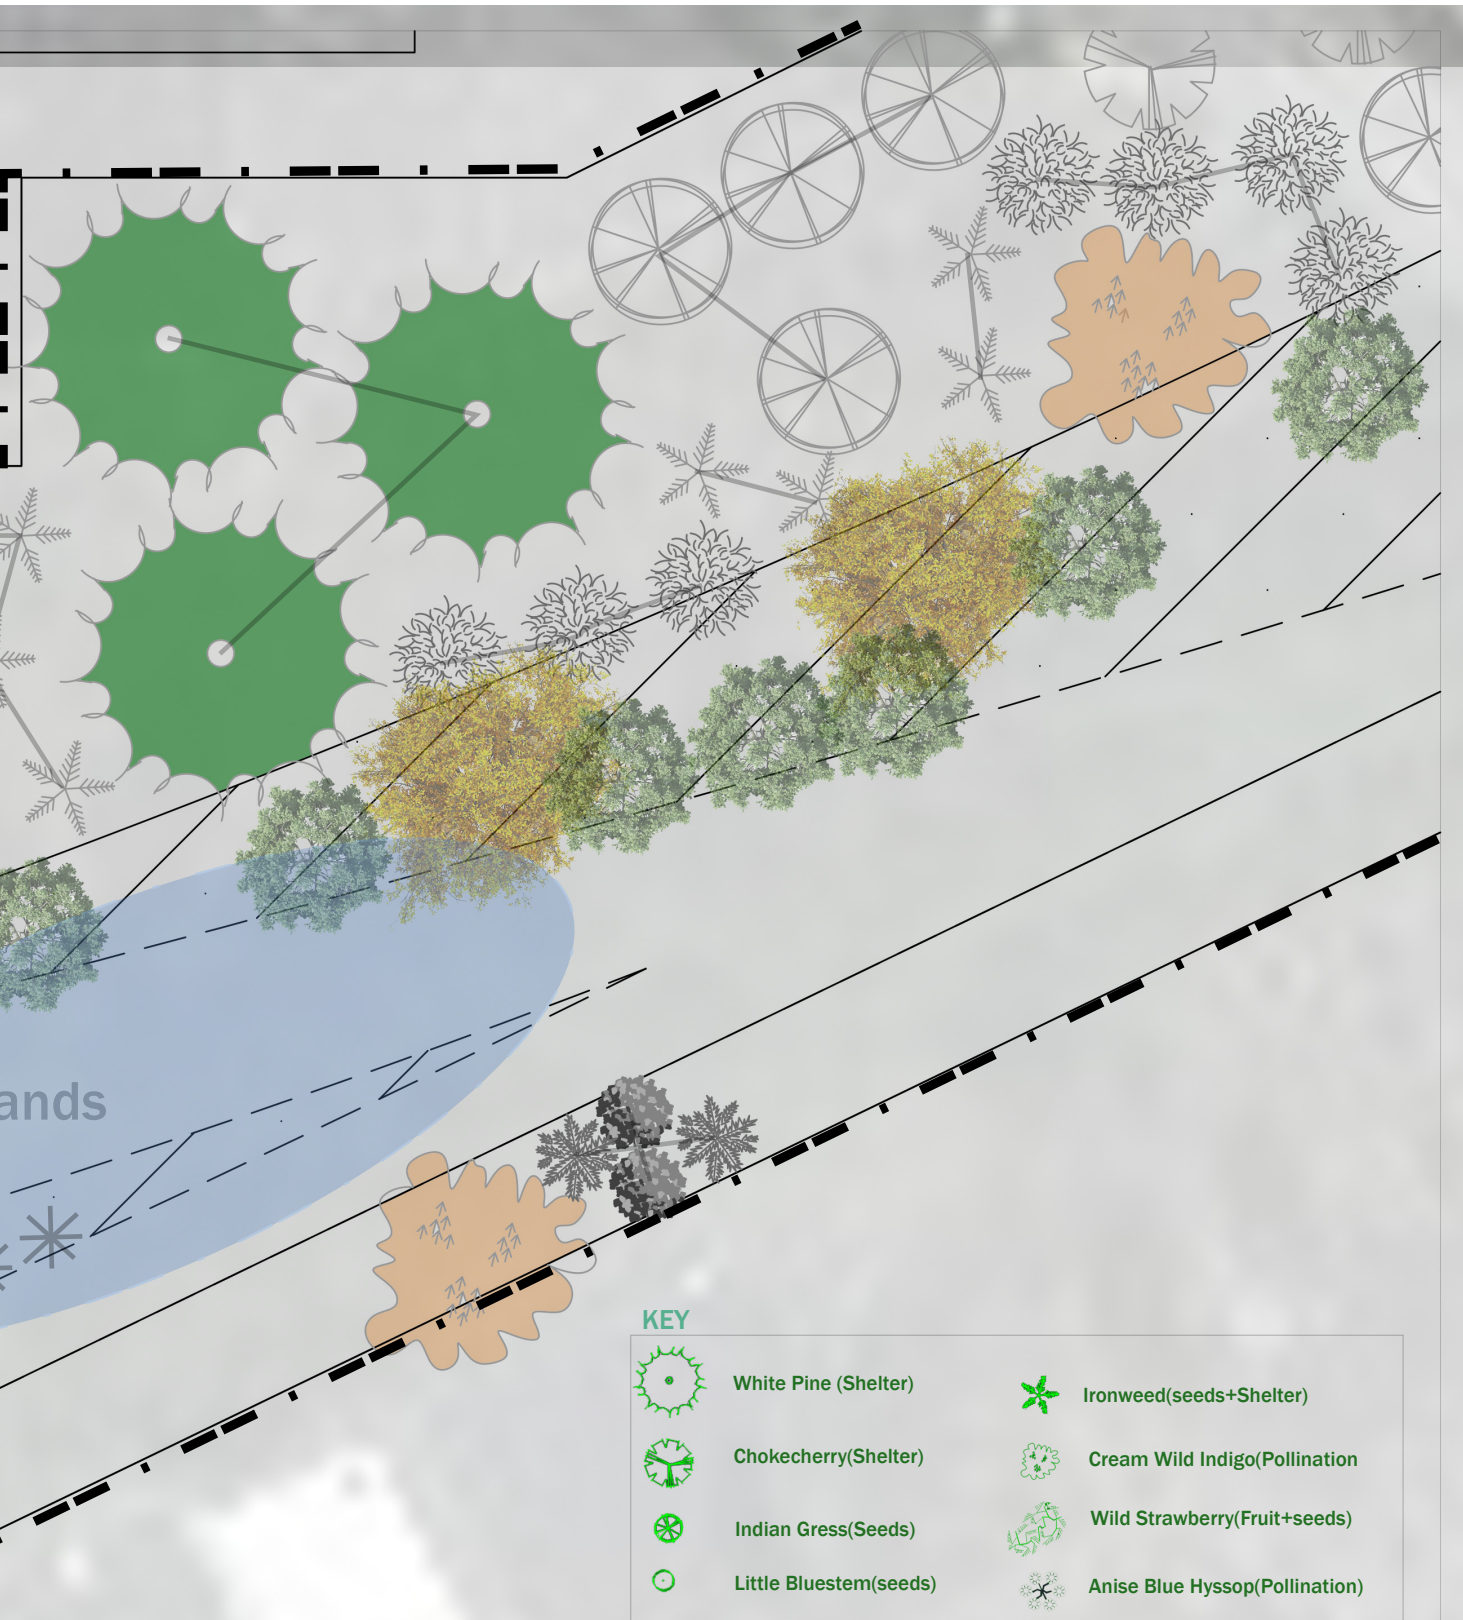 ands
KEY
White Pine (Shelter)
Ironweed(seeds+Shelter)
Chokecherry(Shelter)
Cream Wild Indigo(Pollination
Indian Gress(Seeds)
Wild Strawberry(Fruit+seeds)
Little Bluestem(seeds)
Anise Blue Hyssop(Pollination)